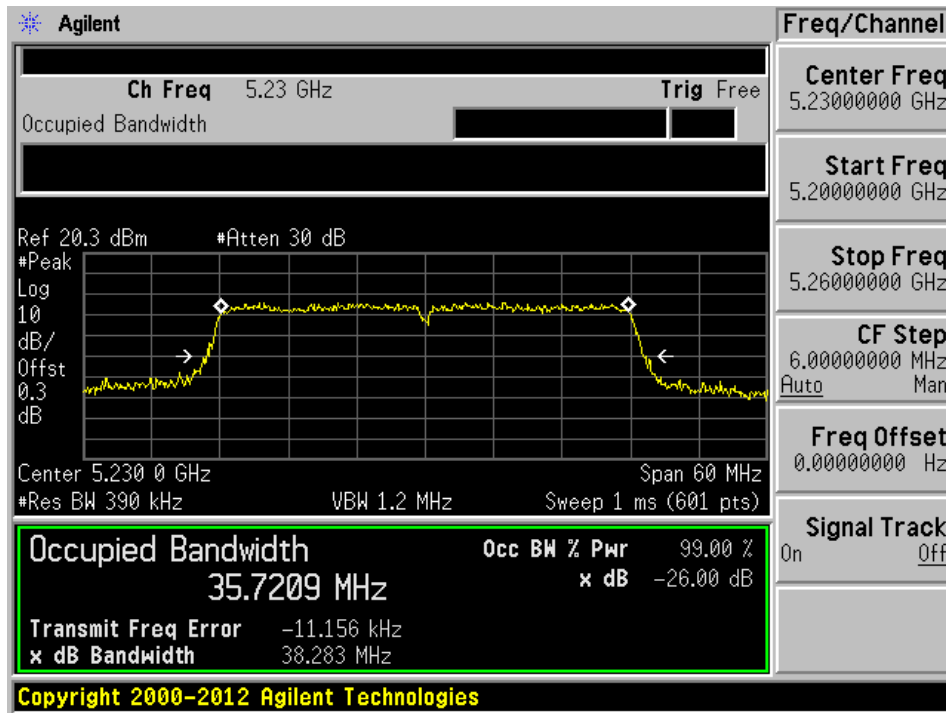 Agilent
Freq/Channel
Ch Freq 5.23 GHz Trig Free
Occupied Bandwidth
Center Freq
5.23000000 GHz
Start Freq
5.20000000 GHz
Stop Freq
5.26000000 GHz
CF Step
6.00000000 MHz
Auto Man
Freq Offset
0.00000000 Hz
Signal Track
On Off
Ref 20.3 dBm #Atten 30 dB
#Peak
Log
10
dB/
Offst
0.3
dB
Center 5.230 0 GHz Span 60 MHz
#Res BW 390 kHz VBW 1.2 MHz Sweep 1 ms (601 pts)
Occupied Bandwidth Occ BW % Pwr 99.00 %
35.7209 MHz x dB -26.00 dB
Transmit Freq Error -11.156 kHz
x dB Bandwidth 38.283 MHz
Copyright 2000-2012 Agilent Technologies